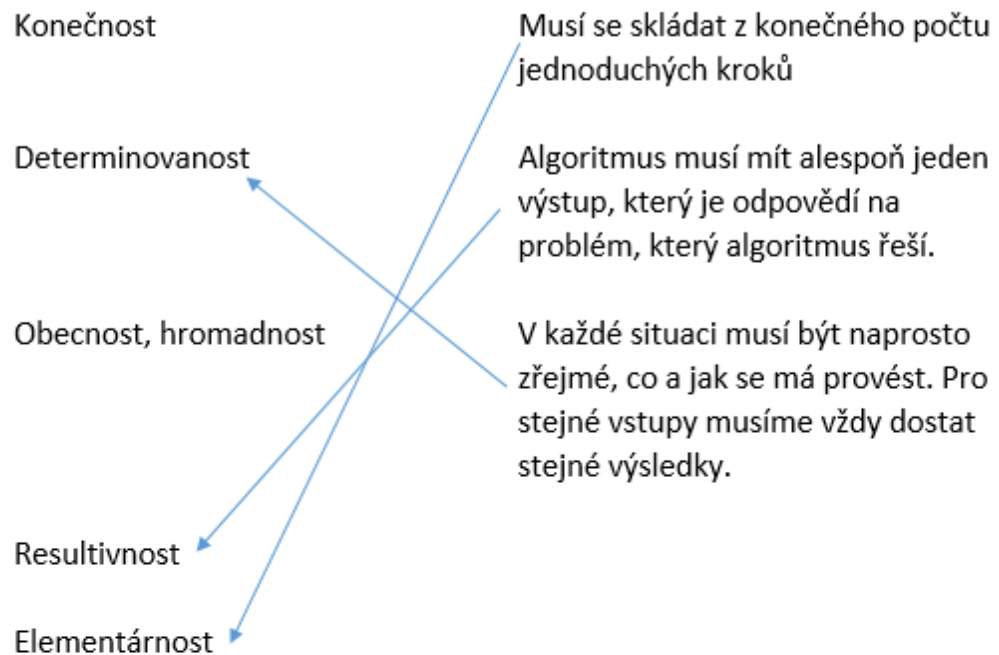 Konečnost
Musí se skládat z konečného počtu
jednoduchých kroků
Determinovanost
Algoritmus musí mít alespoň jeden
výstup, který je odpovědí na
problém, který algoritmus řeší.
Obecnost, hromadnost
V každé situaci musí být naprosto
zřejmé, co a jak se má provést. Pro
stejné vstupy musíme vždy dostat
stejné výsledky.
Resultivnost
Elementárnost